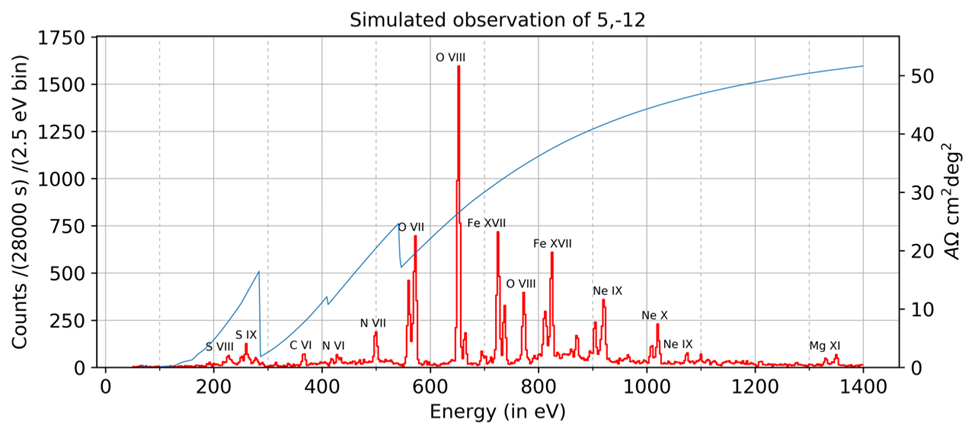 Simulated observation of 5,-12
Counts /(28000 s) /(2.5 eV bin)
1750
1500
1250
1000
750
500
250
0
O VIII
O VII
Fe XVII
Fe XVII
O VIII
Ne IX
N VII
Ne X
S VIII
S IX
C VI
N VI
Ne IX
Mg XI
50
40
30
20
10
0
AΩ cm²deg²
0
200
400
600
800
1000
1200
1400
Energy (in eV)